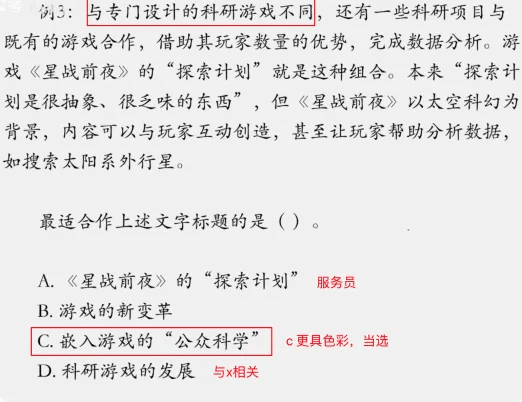 例3：与专门设计的科研游戏不同，还有一些科研项目与
既有的游戏合作，借助其玩家数量的优势，完成数据分析。游
戏《星战前夜》的“探索计划”就是这种组合。本来“探索计
划是很抽象、很乏味的东西”，但《星战前夜》以太空科幻为
背景，内容可以与玩家互动创造，甚至让玩家帮助分析数据，
如搜索太阳系外行星。
最适合作上述文字标题的是（ ）。
A. 《星战前夜》的“探索计划” 服务员
B. 游戏的新变革
C. 嵌入游戏的“公众科学” c 更具色彩，当选
D. 科研游戏的发展 与x相关